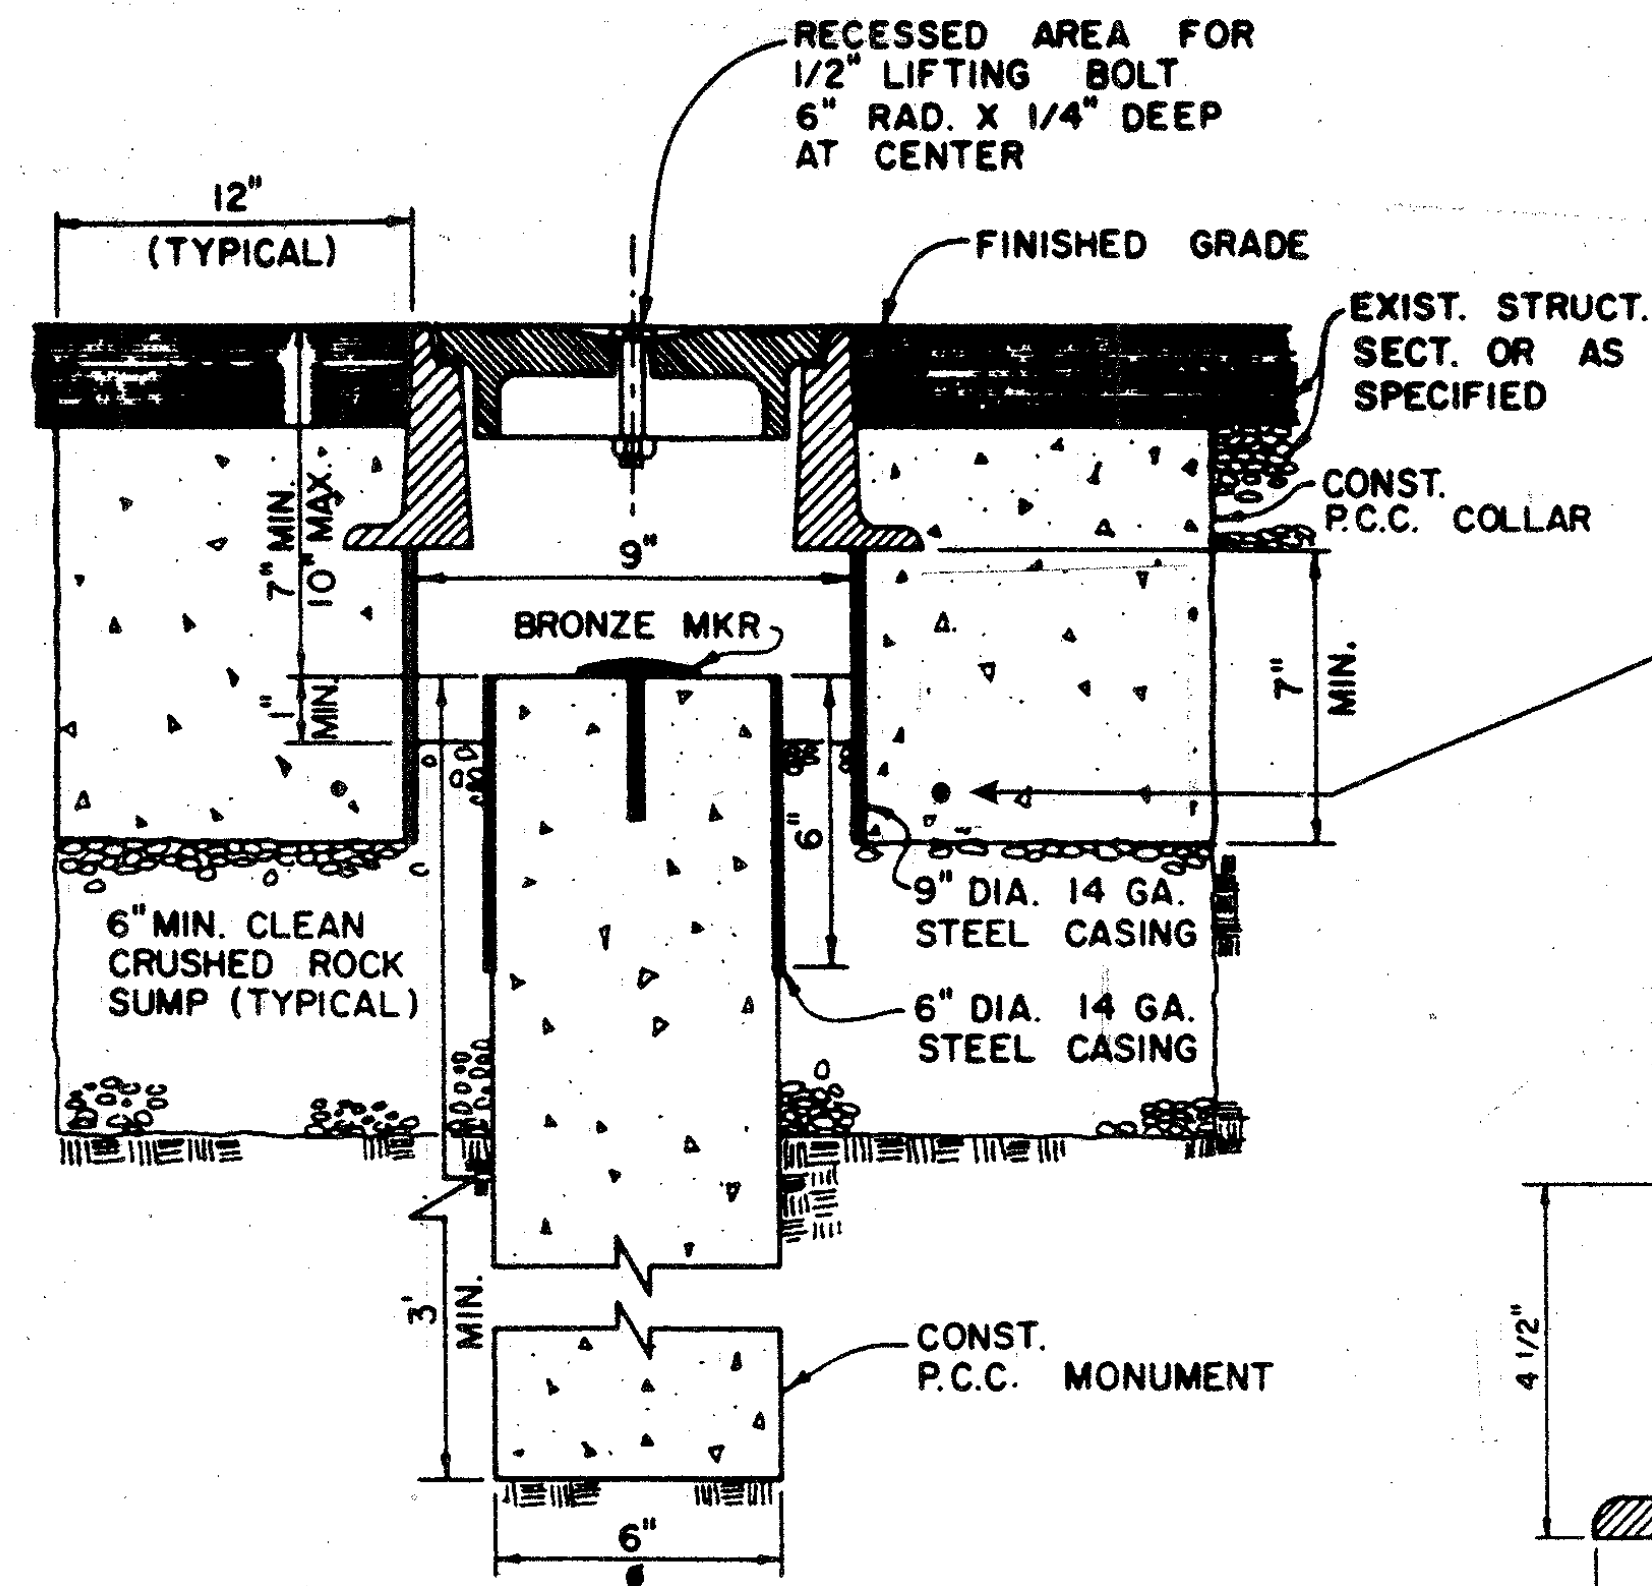 RECESSED AREA FOR
1/2" LIFTING BOLT
6" RAD. X 1/4" DEEP
AT CENTER
12"
(TYPICAL)
FINISHED GRADE
EXIST. STRUCT.
SECT. OR AS
SPECIFIED
CONST.
P.C.C. COLLAR
7" MIN.
10" MAX.
9"
BRONZE MKR
1"
MIN.
7"
MIN.
6"
9" DIA. 14 GA.
STEEL CASING
6" MIN. CLEAN
CRUSHED ROCK
SUMP (TYPICAL)
6" DIA. 14 GA.
STEEL CASING
3'
MIN.
CONST.
P.C.C. MONUMENT
4 1/2"
6"